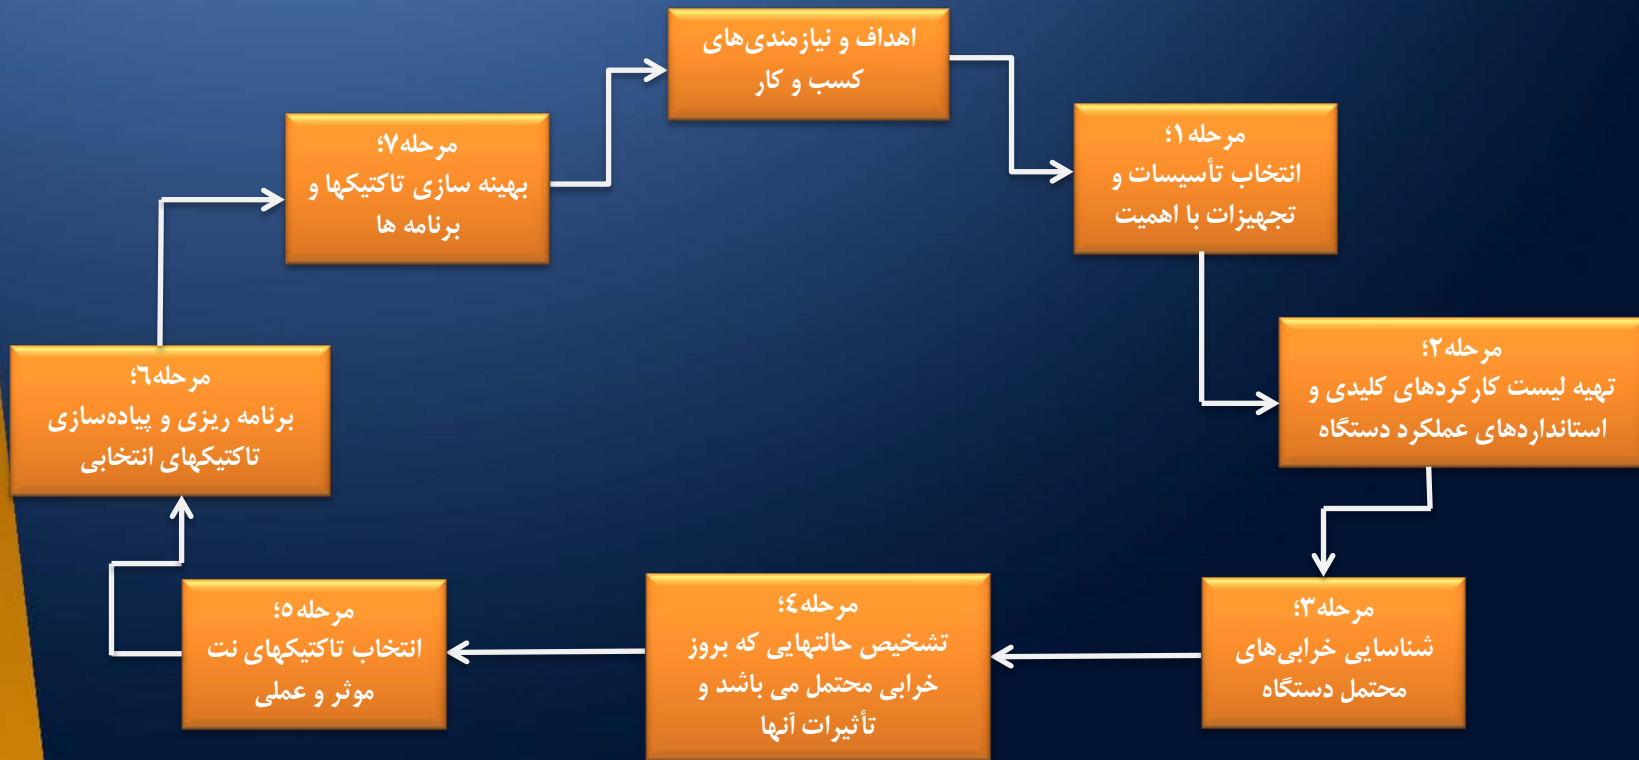 اهداف و نیازمندی‌های
کسب و کار
مرحله۱؛
انتخاب تأسیسات و
تجهیزات با اهمیت
مرحله۲؛
تهیه لیست کارکردهای کلیدی و
استانداردهای عملکرد دستگاه
مرحله۳؛
شناسایی خرابی‌های
محتمل دستگاه
مرحله٤؛
تشخیص حالتهایی که بروز
خرابی محتمل می باشد و
تأثیرات آنها
مرحله٥؛
انتخاب تاکتیکهای نت
موثر و عملی
مرحله٦؛
برنامه ریزی و پیاده‌سازی
تاکتیکهای انتخابی
مرحله۷؛
بهینه سازی تاکتیکها و
برنامه ها